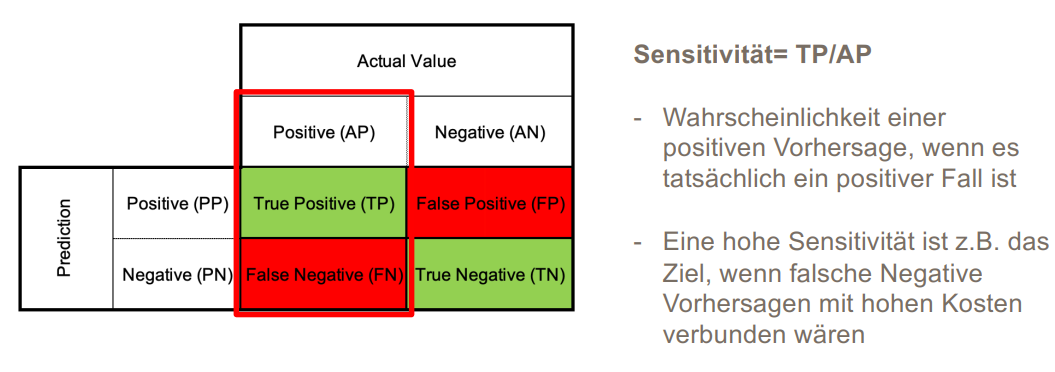 Actual Value
Positive (AP)
Negative (AN)
Prediction
Positive (PP)
True Positive (TP)
False Positive (FP)
Negative (PN)
False Negative (FN)
True Negative (TN)
Sensitivität= TP/AP
- Wahrscheinlichkeit einer
positiven Vorhersage, wenn es
tatsächlich ein positiver Fall ist
- Eine hohe Sensitivität ist z.B. das
Ziel, wenn falsche Negative
Vorhersagen mit hohen Kosten
verbunden wären